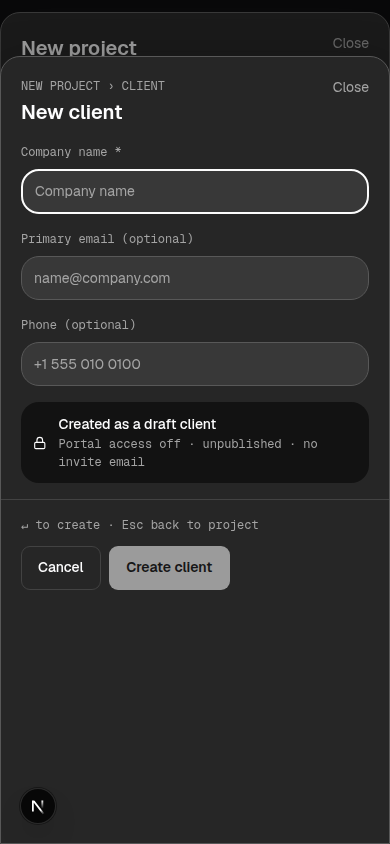 New project
Close
NEW PROJECT › CLIENT
Close
New client
Company name *
Company name
Primary email (optional)
name@company.com
Phone (optional)
+1 555 010 0100
Created as a draft client
Portal access off · unpublished · no
invite email
↵ to create · Esc back to project
Cancel
Create client
N